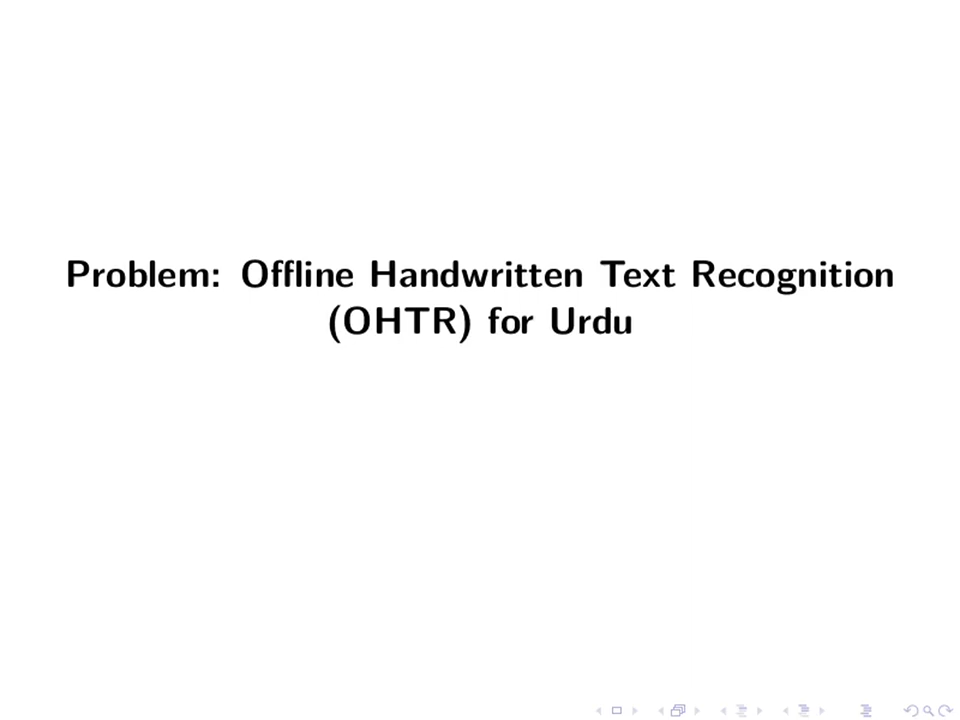 Problem: Offline Handwritten Text Recognition
(OHTR) for Urdu